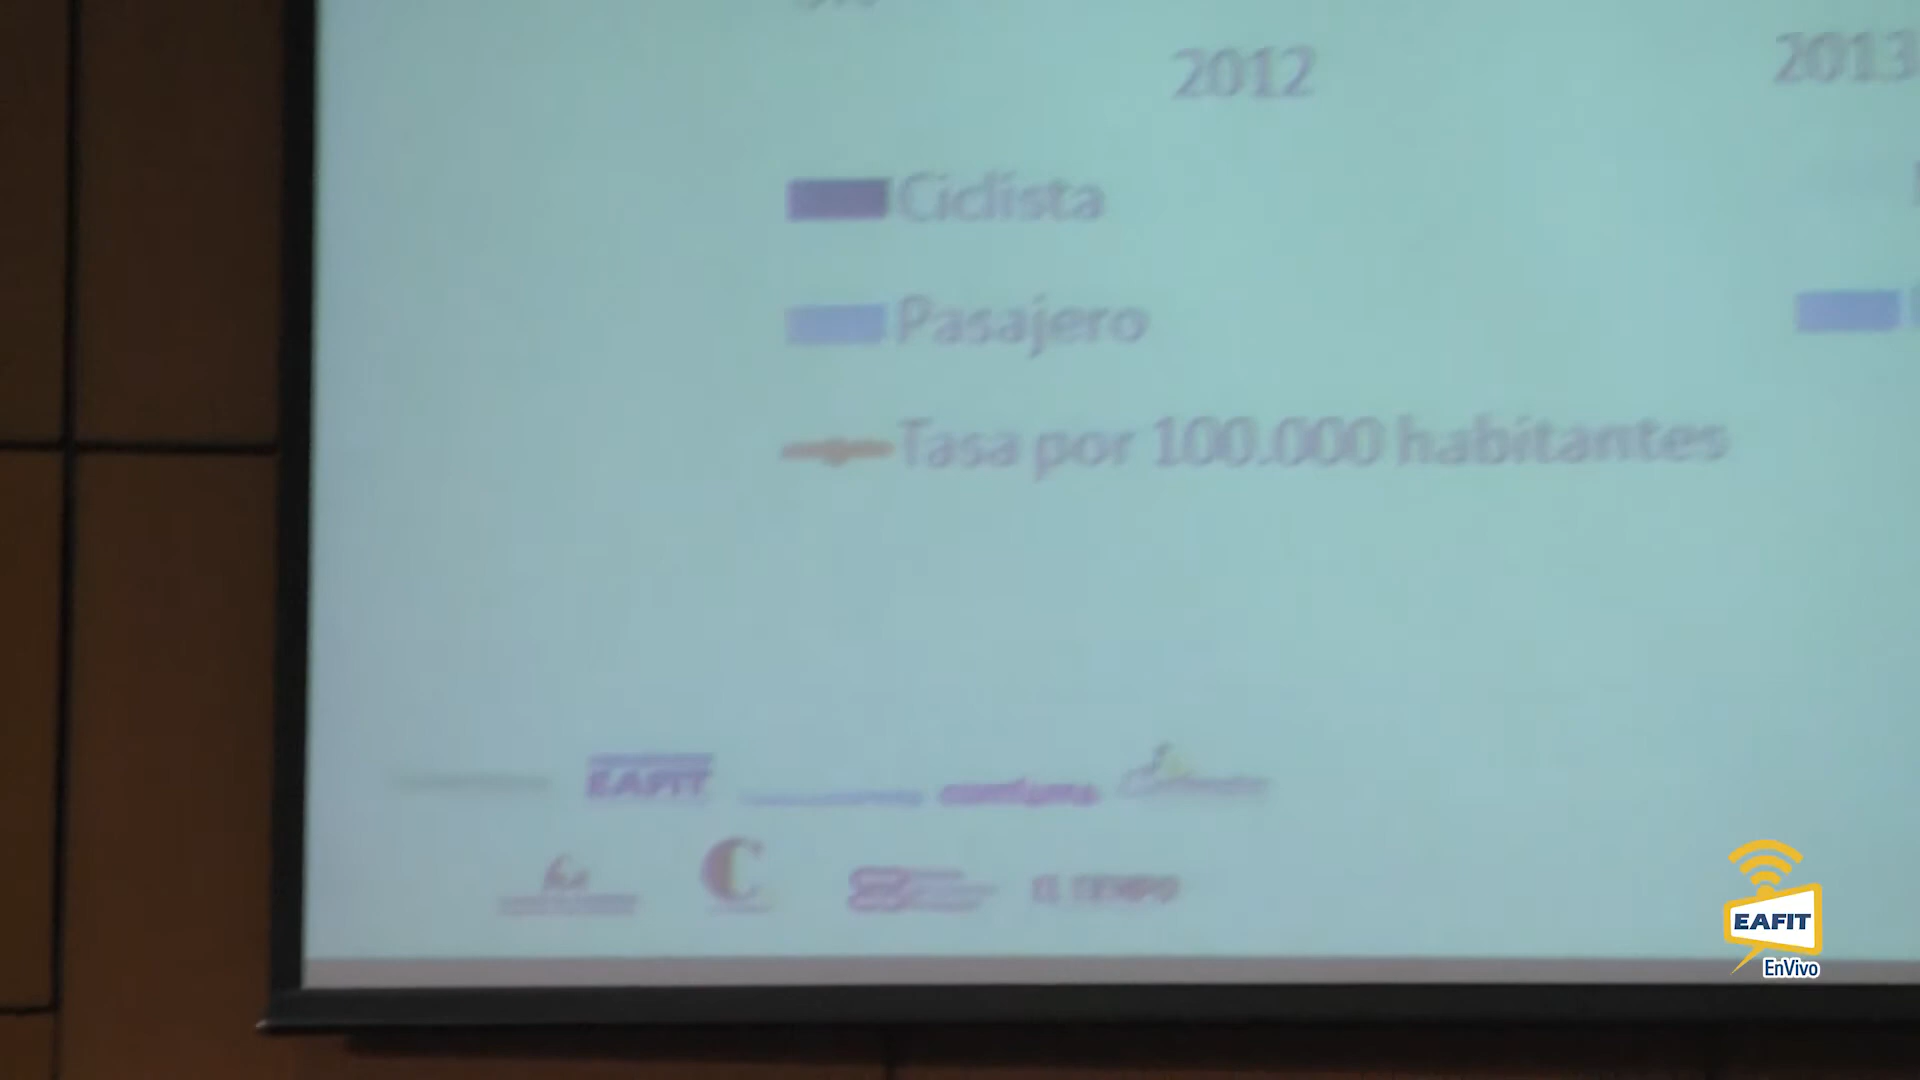 2012
2013
Ciclista
Pasajero
Tasa por 100.000 habitantes
EAFIT
C
EL TIEMPO
EAFIT
EnVivo